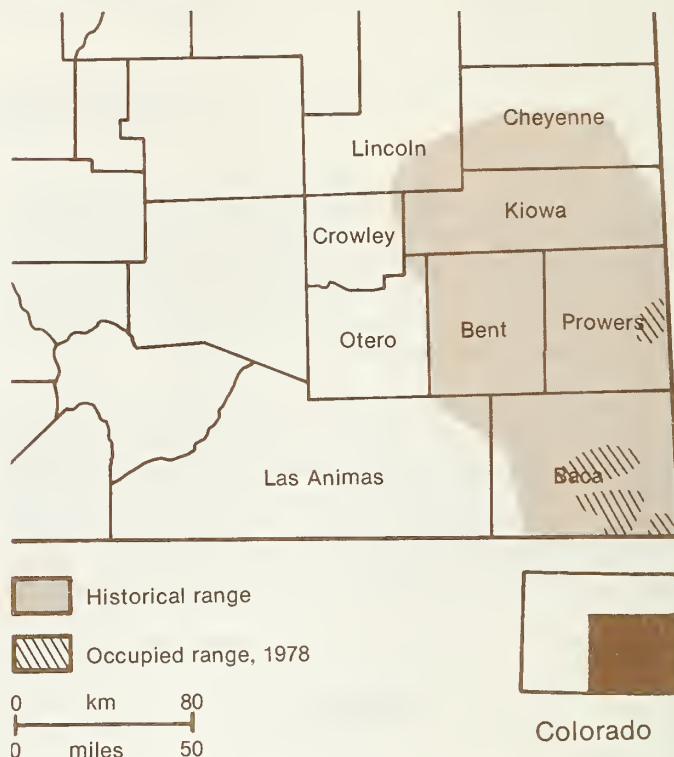 Cheyenne
Lincoln
Kiowa
Crowley
Otero
Bent
Prowers
Las Animas
Baca
Historical range
Occupied range, 1978
0 km 80
0 miles 50
Colorado